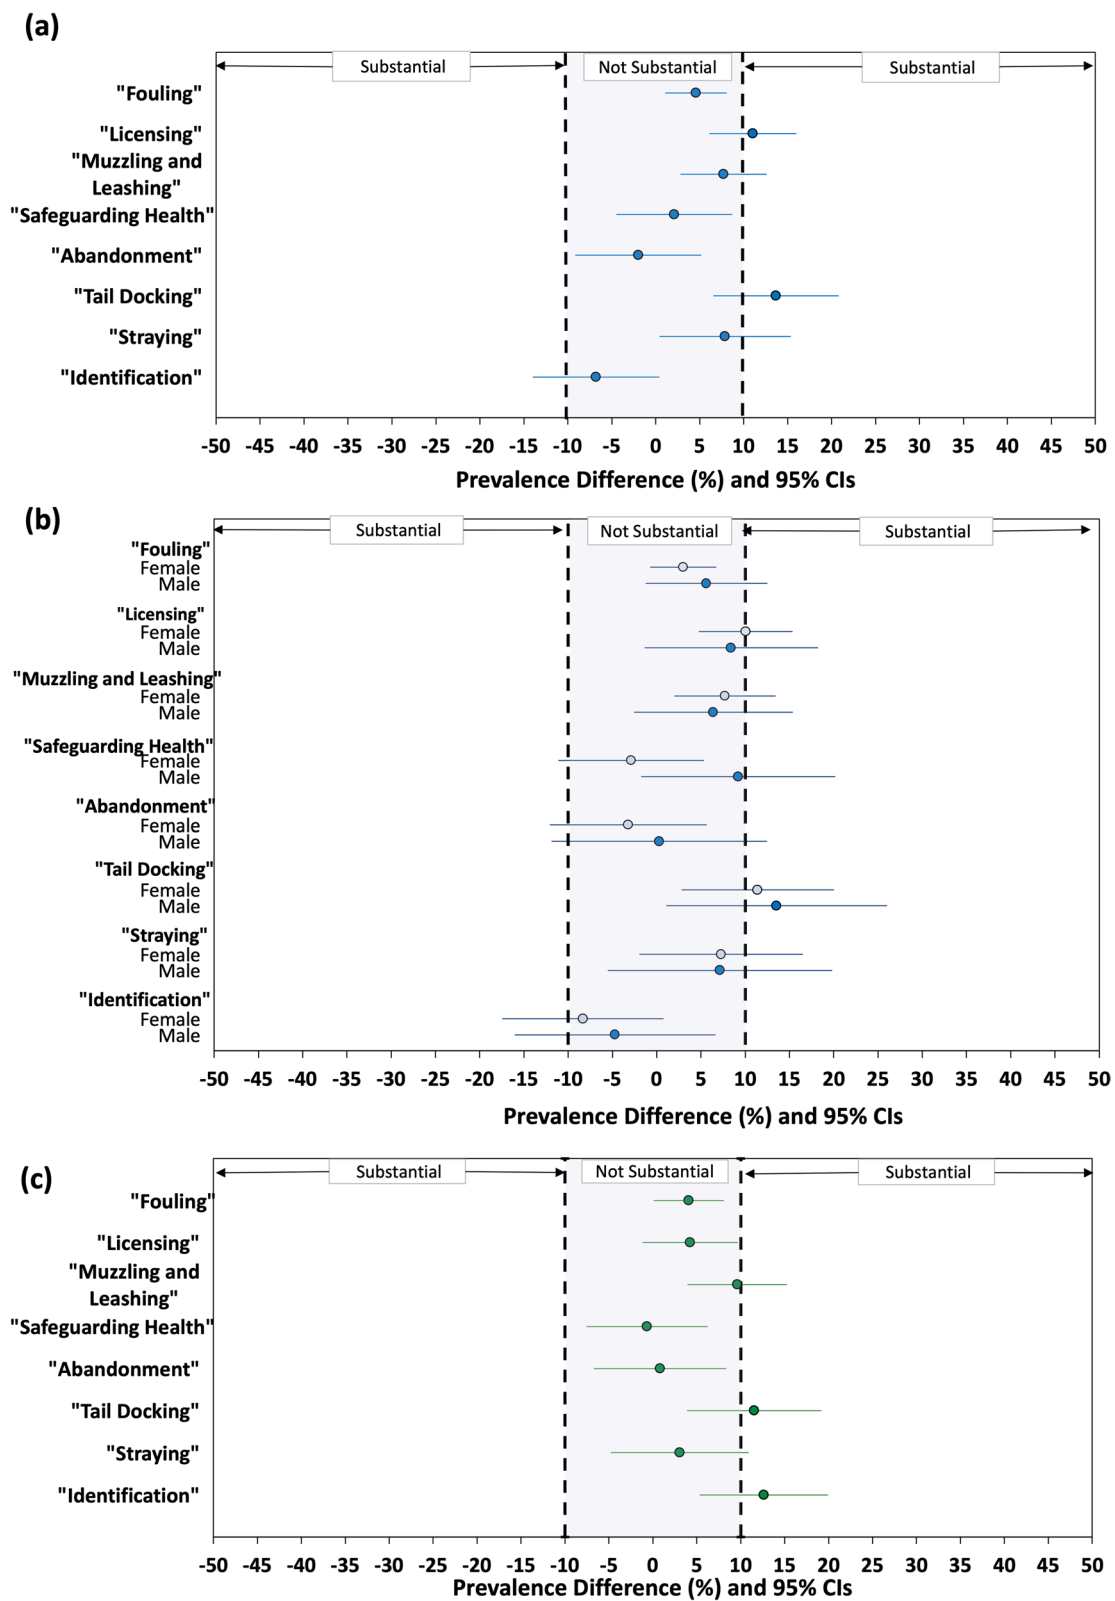 (a)
Substantial Not Substantial Substantial
"Fouling"
"Licensing"
"Muzzling and
Leashing"
"Safeguarding Health"
"Abandonment"
"Tail Docking"
"Straying"
"Identification"
-50 -45 -40 -35 -30 -25 -20 -15 -10 -5 0 5 10 15 20 25 30 35 40 45 50
Prevalence Difference (%) and 95% CIs
(b)
Substantial Not Substantial Substantial
"Fouling"
Female
Male
"Licensing"
Female
Male
"Muzzling and Leashing"
Female
Male
"Safeguarding Health"
Female
Male
"Abandonment"
Female
Male
"Tail Docking"
Female
Male
"Straying"
Female
Male
"Identification"
Female
Male
-50 -45 -40 -35 -30 -25 -20 -15 -10 -5 0 5 10 15 20 25 30 35 40 45 50
Prevalence Difference (%) and 95% CIs
(c)
Substantial Not Substantial Substantial
"Fouling"
"Licensing"
"Muzzling and
Leashing"
"Safeguarding Health"
"Abandonment"
"Tail Docking"
"Straying"
"Identification"
-50 -45 -40 -35 -30 -25 -20 -15 -10 -5 0 5 10 15 20 25 30 35 40 45 50
Prevalence Difference (%) and 95% CIs